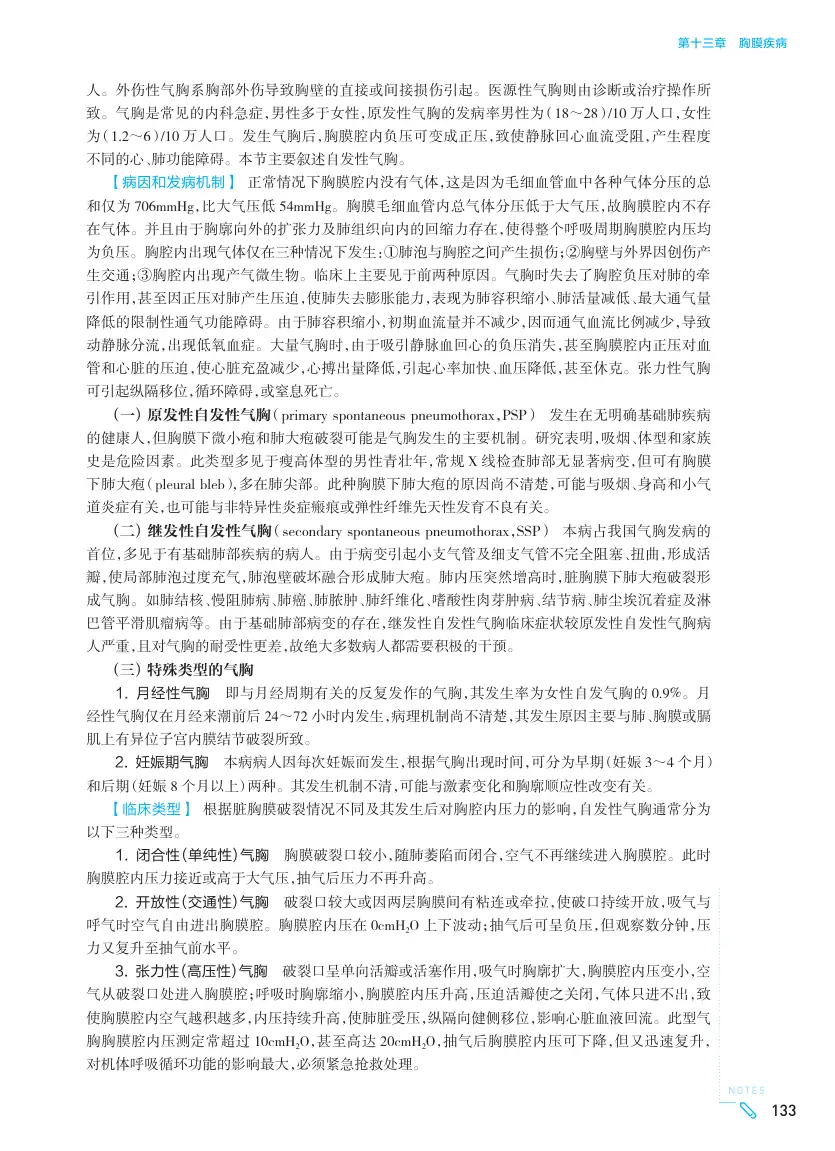 第十三章 胸膜疾病
人。外伤性气胸系胸部外伤导致胸壁的直接或间接损伤引起。医源性气胸则由诊断或治疗操作所
致。气胸是常见的内科急症,男性多于女性,原发性气胸的发病率男性为(18～28)/10 万人口,女性
为(1.2～6)/10 万人口。发生气胸后,胸膜腔内负压可变成正压,致使静脉回心血流受阻,产生程度
不同的心、肺功能障碍。本节主要叙述自发性气胸。
【病因和发病机制】 正常情况下胸膜腔内没有气体,这是因为毛细血管血中各种气体分压的总
和仅为 706mmHg,比大气压低 54mmHg。胸膜毛细血管内总气体分压低于大气压,故胸膜腔内不存
在气体。并且由于胸廓向外的扩张力及肺组织向内的回缩力存在,使得整个呼吸周期胸膜腔内压均
为负压。胸腔内出现气体仅在三种情况下发生:①肺泡与胸腔之间产生损伤;②胸壁与外界因创伤产
生交通;③胸腔内出现产气微生物。临床上主要见于前两种原因。气胸时失去了胸腔负压对肺的牵
引作用,甚至因正压对肺产生压迫,使肺失去膨胀能力,表现为肺容积缩小、肺活量减低、最大通气量
降低的限制性通气功能障碍。由于肺容积缩小,初期血流量并不减少,因而通气血流比例减少,导致
动静脉分流,出现低氧血症。大量气胸时,由于吸引静脉血回心的负压消失,甚至胸膜腔内正压对血
管和心脏的压迫,使心脏充盈减少,心搏出量降低,引起心率加快、血压降低,甚至休克。张力性气胸
可引起纵隔移位,循环障碍,或窒息死亡。
(一) 原发性自发性气胸(primary spontaneous pneumothorax,PSP) 发生在无明确基础肺疾病
的健康人,但胸膜下微小疱和肺大疱破裂可能是气胸发生的主要机制。研究表明,吸烟、体型和家族
史是危险因素。此类型多见于瘦高体型的男性青壮年,常规 X 线检查肺部无显著病变,但可有胸膜
下肺大疱(pleural bleb),多在肺尖部。此种胸膜下肺大疱的原因尚不清楚,可能与吸烟、身高和小气
道炎症有关,也可能与非特异性炎症瘢痕或弹性纤维先天性发育不良有关。
(二) 继发性自发性气胸(secondary spontaneous pneumothorax,SSP) 本病占我国气胸发病的
首位,多见于有基础肺部疾病的病人。由于病变引起小支气管及细支气管不完全阻塞、扭曲,形成活
瓣,使局部肺泡过度充气,肺泡壁破坏融合形成肺大疱。肺内压突然增高时,脏胸膜下肺大疱破裂形
成气胸。如肺结核、慢阻肺病、肺癌、肺脓肿、肺纤维化、嗜酸性肉芽肿病、结节病、肺尘埃沉着症及淋
巴管平滑肌瘤病等。由于基础肺部病变的存在,继发性自发性气胸临床症状较原发性自发性气胸病
人严重,且对气胸的耐受性更差,故绝大多数病人都需要积极的干预。
(三) 特殊类型的气胸
1. 月经性气胸 即与月经周期有关的反复发作的气胸,其发生率为女性自发气胸的 0.9%。月
经性气胸仅在月经来潮前后 24～72 小时内发生,病理机制尚不清楚,其发生原因主要与肺、胸膜或膈
肌上有异位子宫内膜结节破裂所致。
2. 妊娠期气胸 本病病人因每次妊娠而发生,根据气胸出现时间,可分为早期(妊娠 3～4 个月)
和后期(妊娠 8 个月以上)两种。其发生机制不清,可能与激素变化和胸廓顺应性改变有关。
【临床类型】 根据脏胸膜破裂情况不同及其发生后对胸腔内压力的影响,自发性气胸通常分为
以下三种类型。
1. 闭合性(单纯性)气胸 胸膜破裂口较小,随肺萎陷而闭合,空气不再继续进入胸膜腔。此时
胸膜腔内压力接近或高于大气压,抽气后压力不再升高。
2. 开放性(交通性)气胸 破裂口较大或因两层胸膜间有粘连或牵拉,使破口持续开放,吸气与
呼气时空气自由进出胸膜腔。胸膜腔内压在 0cmH₂O 上下波动;抽气后可呈负压,但观察数分钟,压
力又复升至抽气前水平。
3. 张力性(高压性)气胸 破裂口呈单向活瓣或活塞作用,吸气时胸廓扩大,胸膜腔内压变小,空
气从破裂口处进入胸膜腔;呼吸时胸廓缩小,胸膜腔内压升高,压迫活瓣使之关闭,气体只进不出,致
使胸膜腔内空气越积越多,内压持续升高,使肺脏受压,纵隔向健侧移位,影响心脏血液回流。此型气
胸胸膜腔内压测定常超过 10cmH₂O,甚至高达 20cmH₂O,抽气后胸膜腔内压可下降,但又迅速复升,
对机体呼吸循环功能的影响最大,必须紧急抢救处理。
NOTES
133